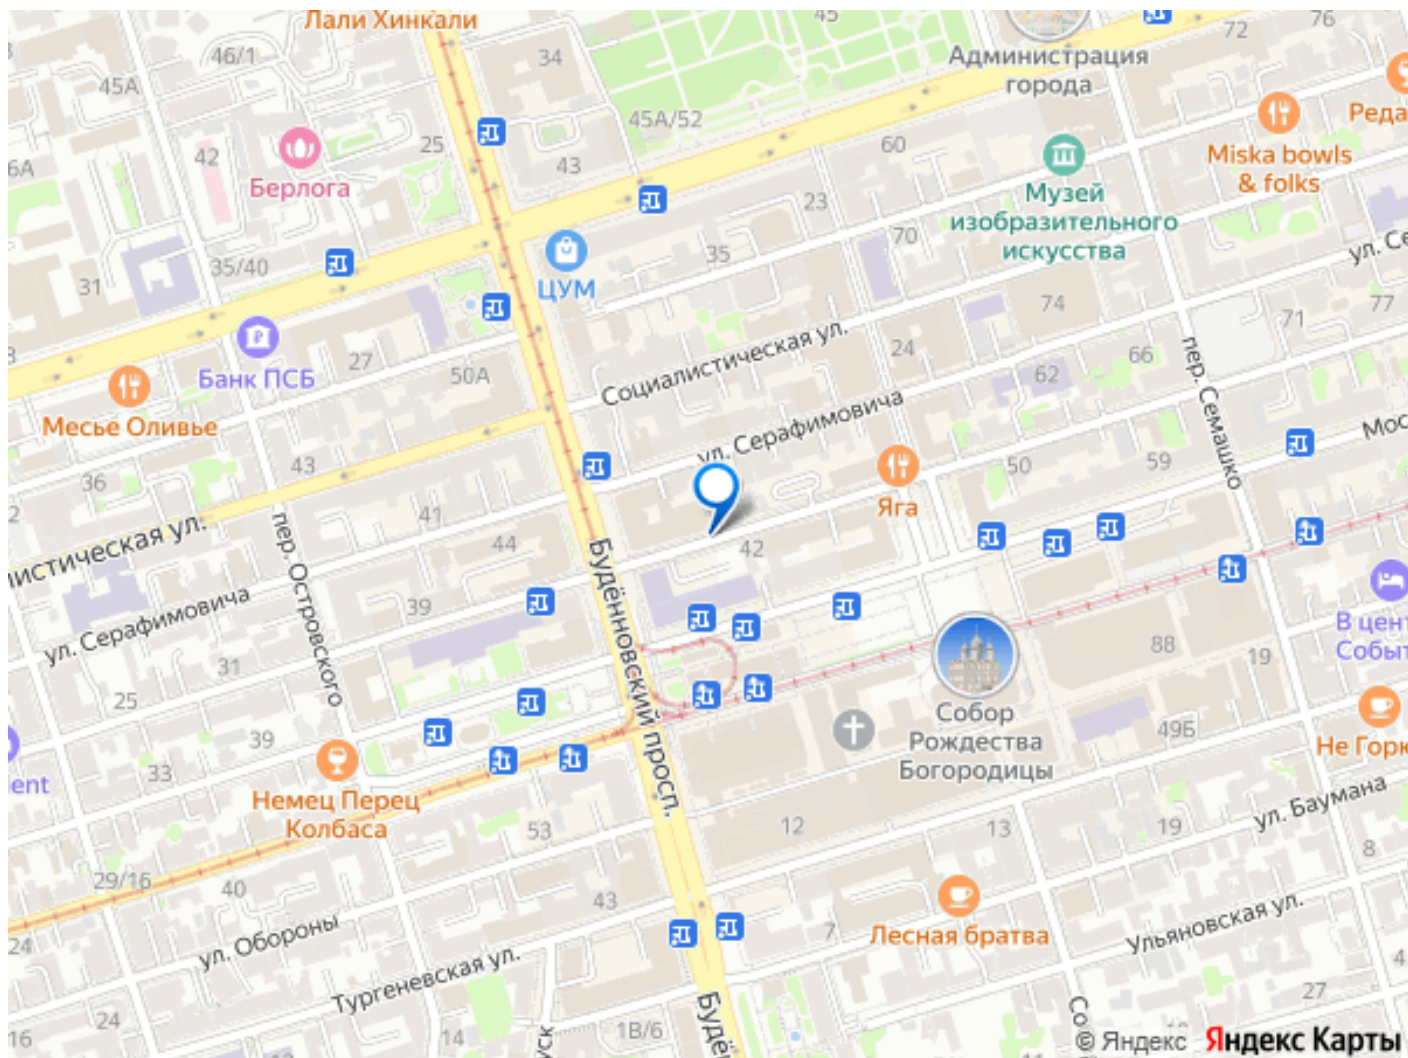 Лали Хинкали
45
76
72
46/1
34
Администрация
города
45А
45А/52
Реда
42
25
43
60
Miska bowls
& folks
6А
Берлога
Музей
изобразительного
искусства
23
70
35
ул. Се
35/40
31
ЦУМ
74
77
71
Социалистическая ул.
27
Банк ПСБ
50А
24
66
62
пер. Семашко
Месье Оливье
ул. Серафимовича
Мос
43
36
50
59
Яга
41
44
42
листическая ул.
пер. Островского
Будённовский просп.
ул. Серафимовича
39
31
25
В цент
Событ
88
19
Собор
Рождества
Богородицы
49Б
39
33
Не Горю
ent
Немец Перец
Колбаса
53
12
13
19
ул. Баумана
8
29/16
40
43
7
Лесная братва
Ульяновская ул.
24
ул. Обороны
Тургеневская ул.
4
27
16
24
14
уск
1В/6
Будё
Со
© Яндекс
Яндекс Карты